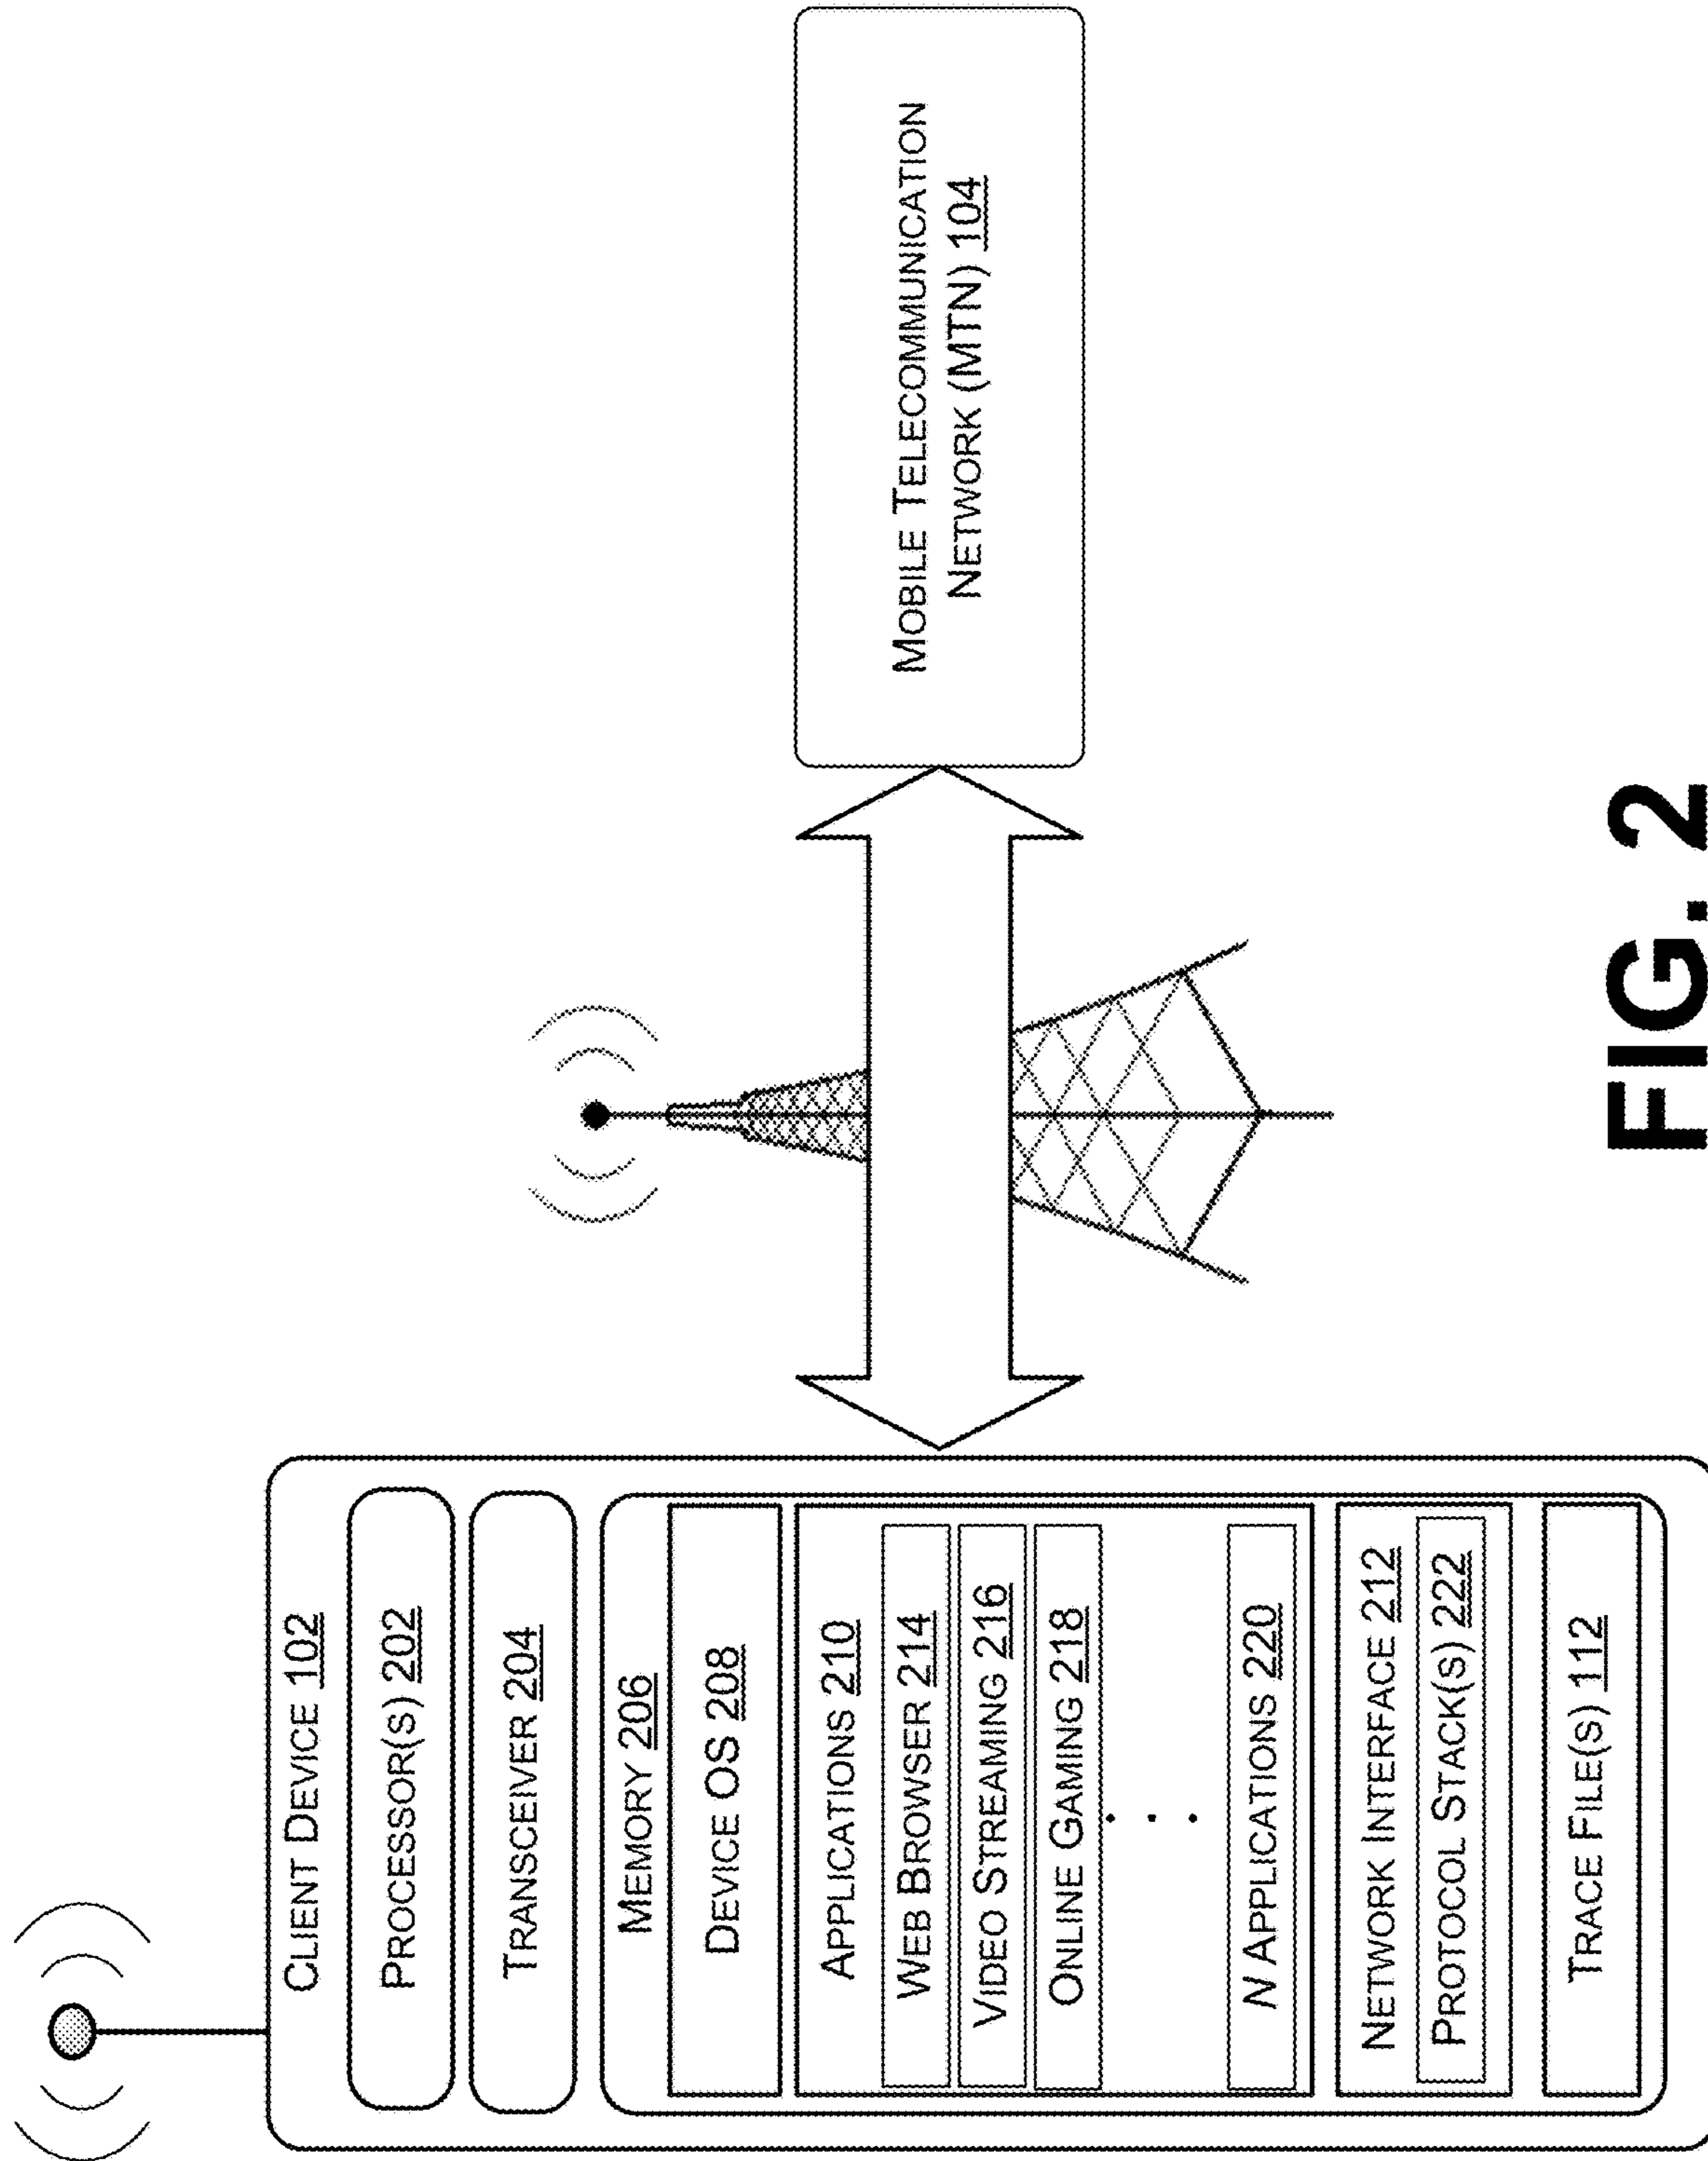 CLIENT DEVICE 102
PROCESSOR(S) 202
TRANSCEIVER 204
MEMORY 206
DEVICE OS 208
APPLICATIONS 210
WEB BROWSER 214
VIDEO STREAMING 216
ONLINE GAMING 218
. . .
N APPLICATIONS 220
NETWORK INTERFACE 212
PROTOCOL STACK(S) 222
TRACE FILE(S) 112
MOBILE TELECOMMUNICATION
NETWORK (MTN) 104
FIG. 2